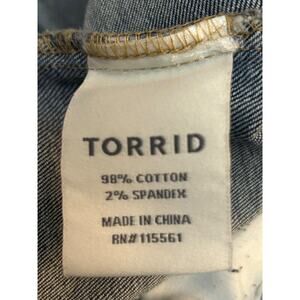 TORRID
98% COTTON
2% SPANDEX
MADE IN CHINA
RN# 115561